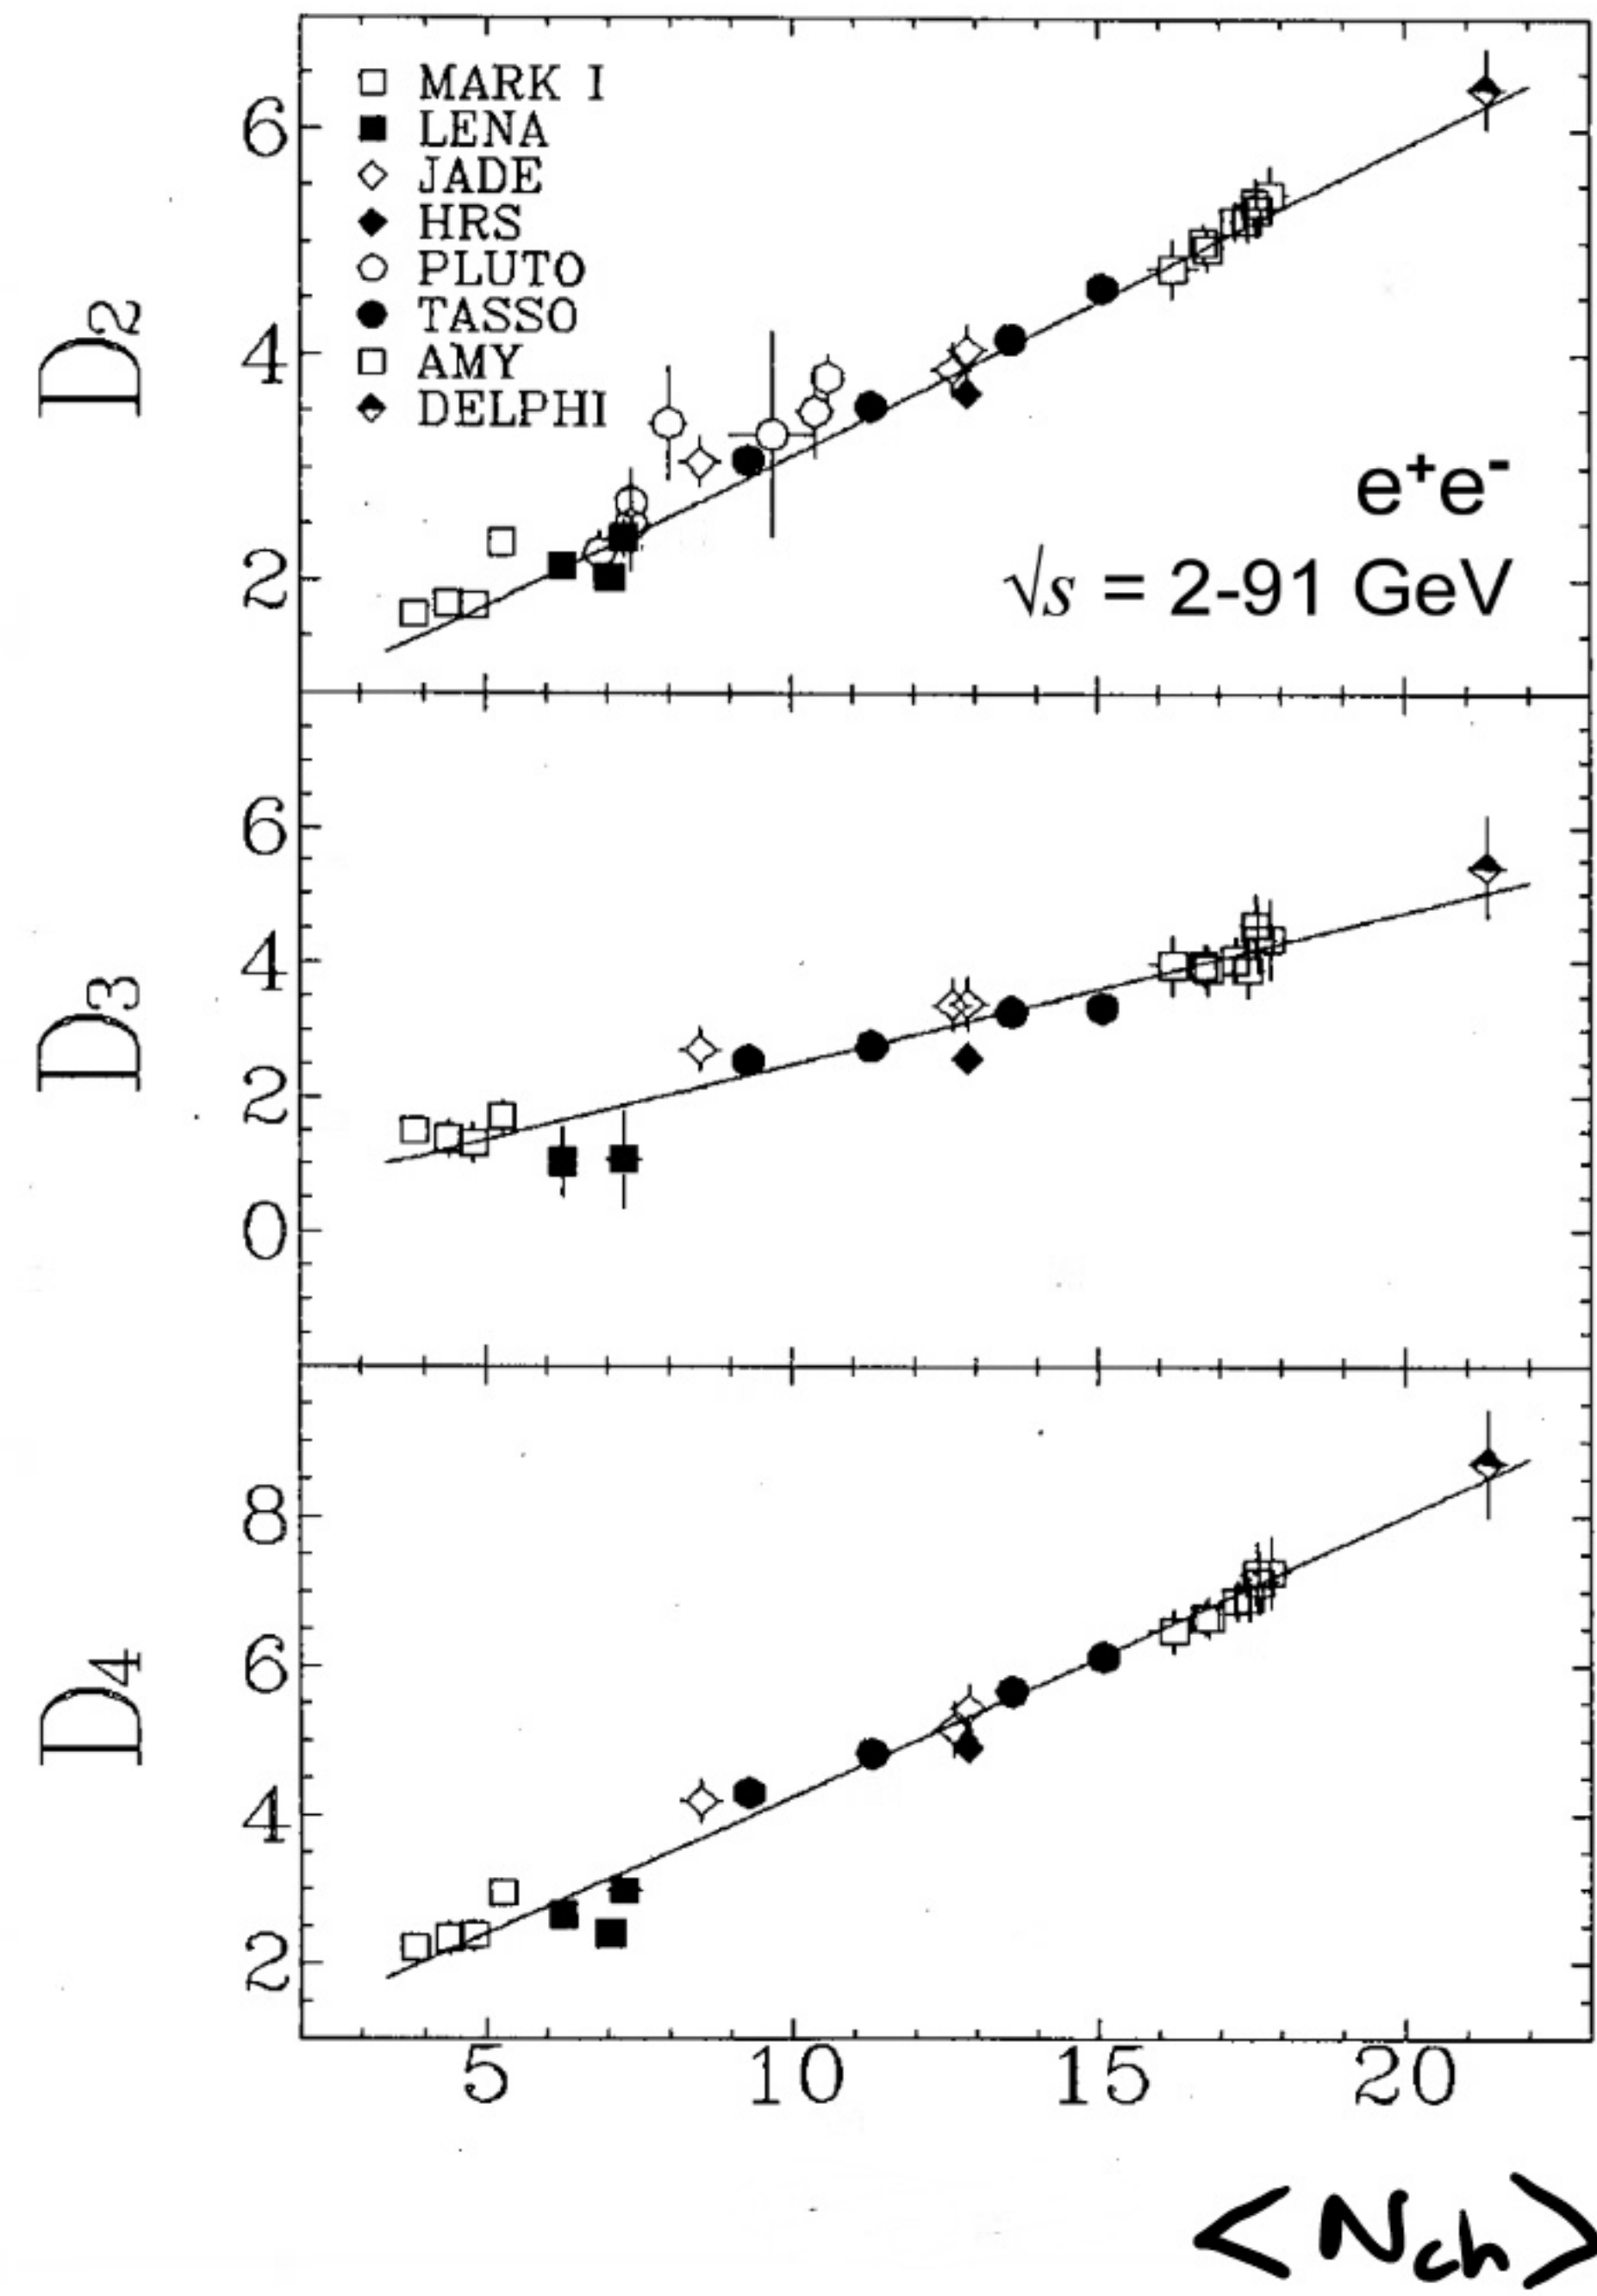 □ MARK I
■ LENA
◇ JADE
◆ HRS
○ PLUTO
● TASSO
□ AMY
⬘ DELPHI
D2
6
4
2
e⁺e⁻
√s = 2-91 GeV
D3
6
4
2
0
D4
8
6
4
2
5 10 15 20
<Nch>